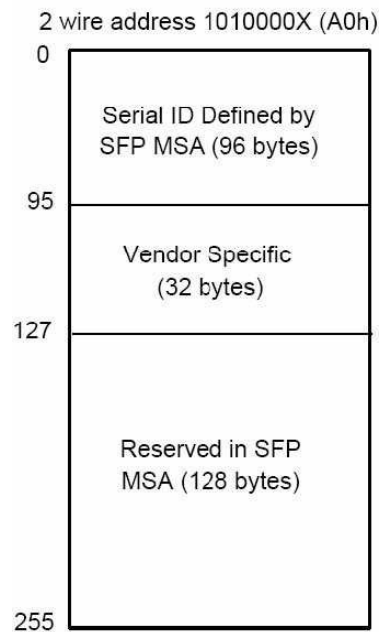 2 wire address 1010000X (A0h)
0
Serial ID Defined by
SFP MSA (96 bytes)
95
Vendor Specific
(32 bytes)
127
Reserved in SFP
MSA (128 bytes)
255